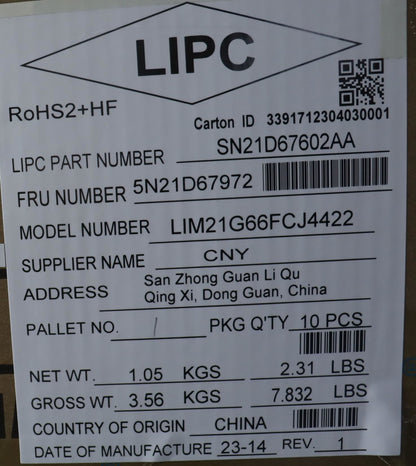 LIPC
RoHS2+HF
Carton ID 3391712304030001
LIPC PART NUMBER SN21D67602AA
FRU NUMBER 5N21D67972
MODEL NUMBER LIM21G66FCJ4422
SUPPLIER NAME CNY
ADDRESS San Zhong Guan Li Qu
Qing Xi, Dong Guan, China
PALLET NO. / PKG Q'TY 10 PCS
NET WT. 1.05 KGS 2.31 LBS
GROSS WT. 3.56 KGS 7.832 LBS
COUNTRY OF ORIGIN CHINA
DATE OF MANUFACTURE 23-14 REV. 1